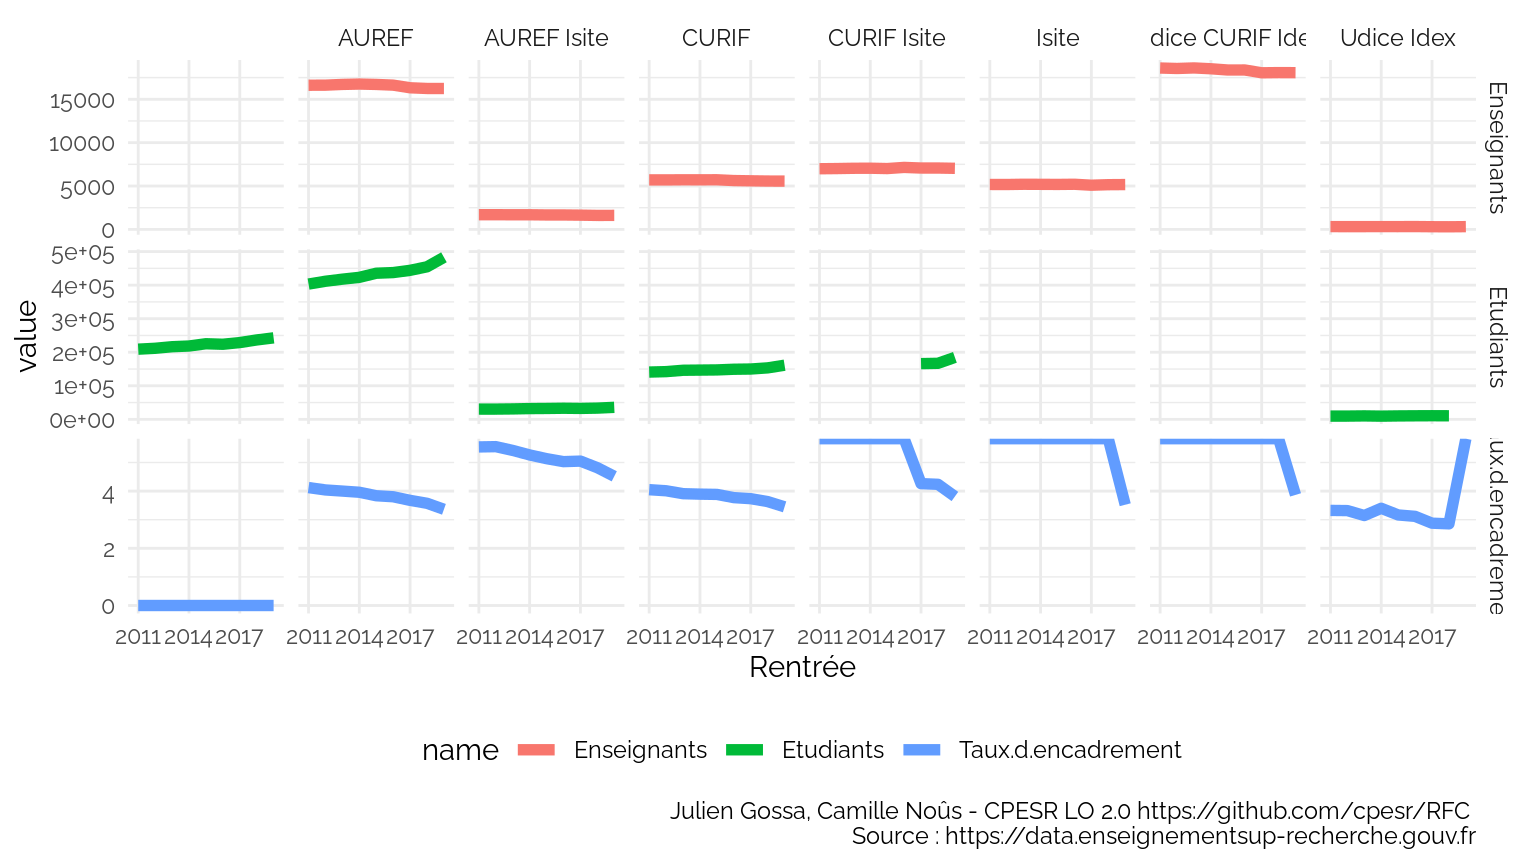 AUREF
AUREF Isite
CURIF
CURIF Isite
Isite
dice CURIF Ide
Udice Idex
15000
10000
5000
0
Enseignants
5e+05
4e+05
3e+05
2e+05
1e+05
0e+00
Etudiants
4
2
0
ux.d.encadreme
value
2011 2014 2017
2011 2014 2017
2011 2014 2017
2011 2014 2017
2011 2014 2017
2011 2014 2017
2011 2014 2017
2011 2014 2017
Rentrée
name
Enseignants
Etudiants
Taux.d.encadrement
Julien Gossa, Camille Noûs - CPESR LO 2.0 https://github.com/cpesr/RFC
Source : https://data.enseignementsup-recherche.gouv.fr